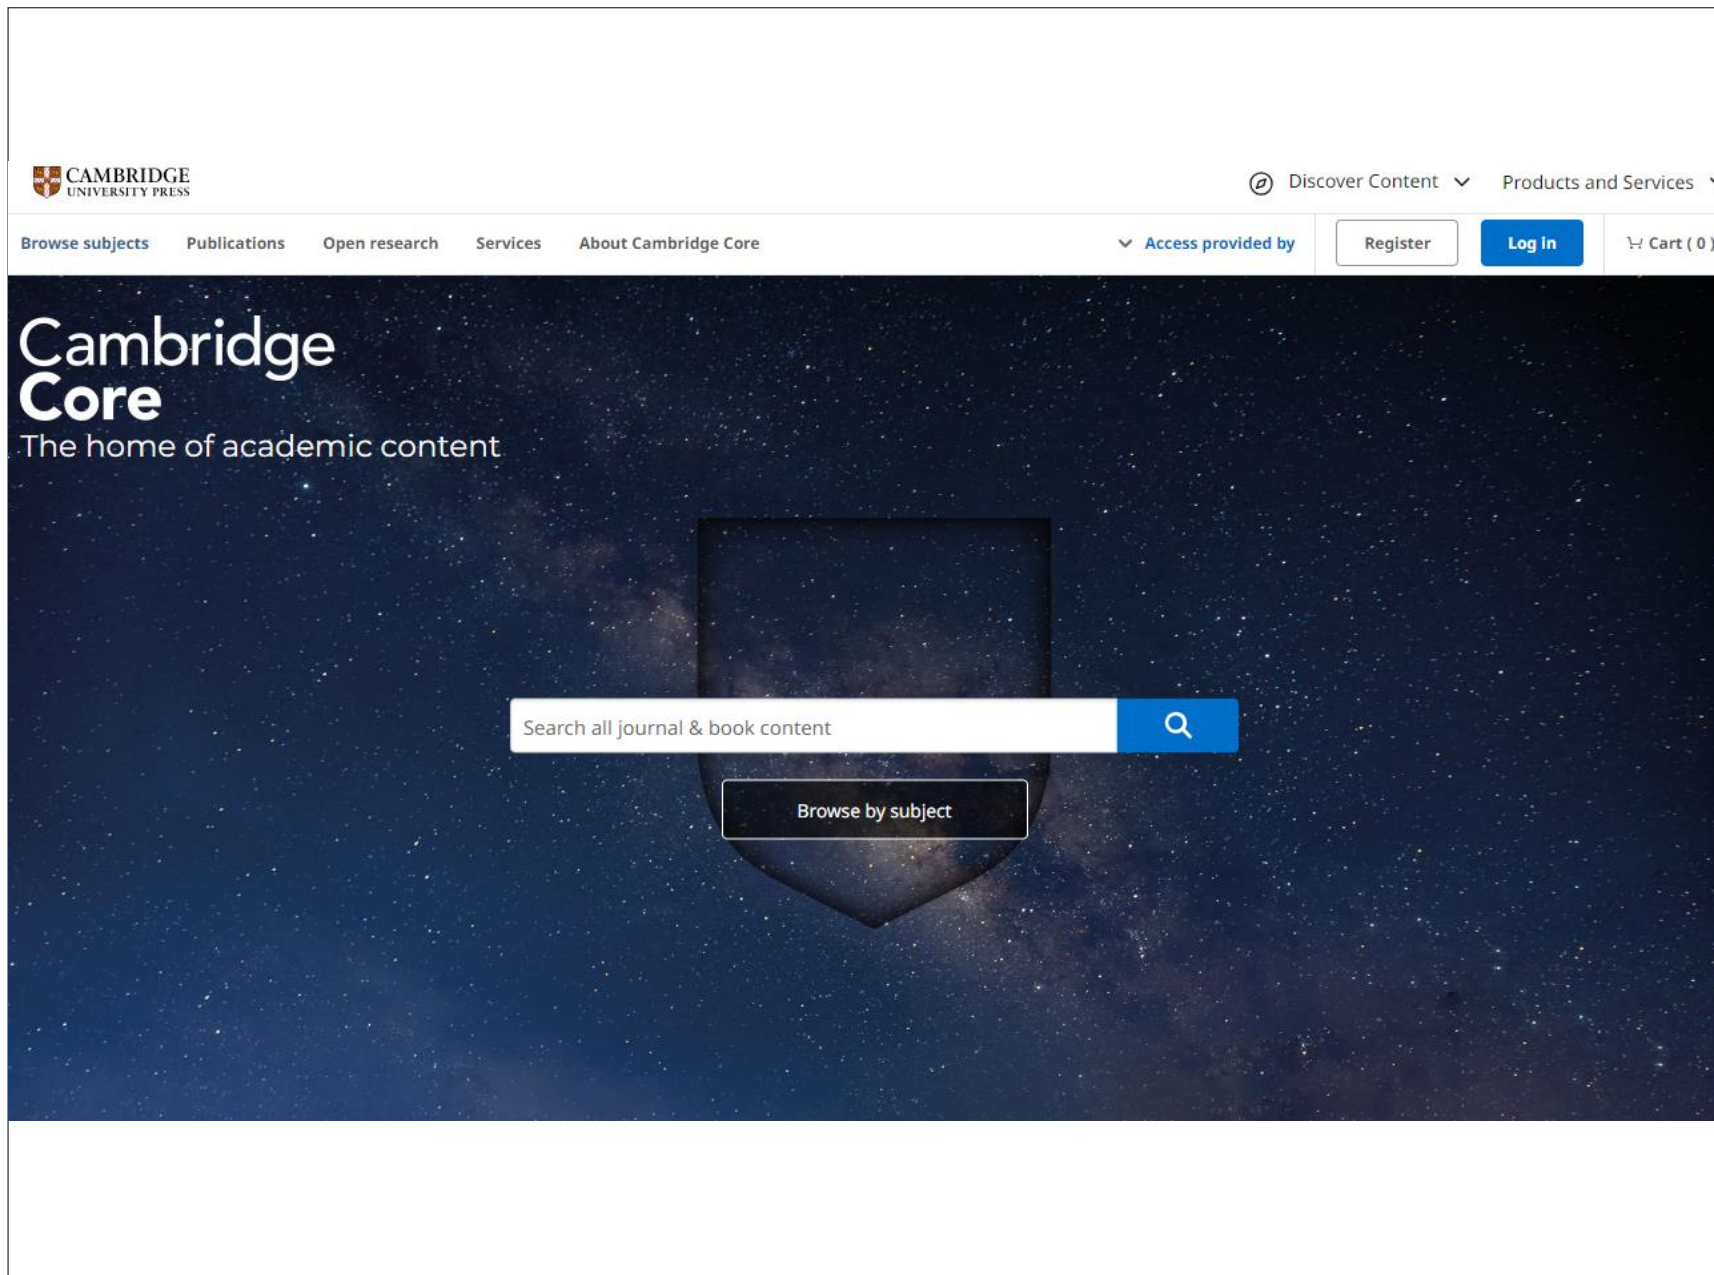 CAMBRIDGE
UNIVERSITY PRESS
Discover Content
Products and Services
Browse subjects
Publications
Open research
Services
About Cambridge Core
Access provided by
Register
Log in
Cart ( 0 )
Cambridge
Core
The home of academic content
Search all journal & book content
Browse by subject